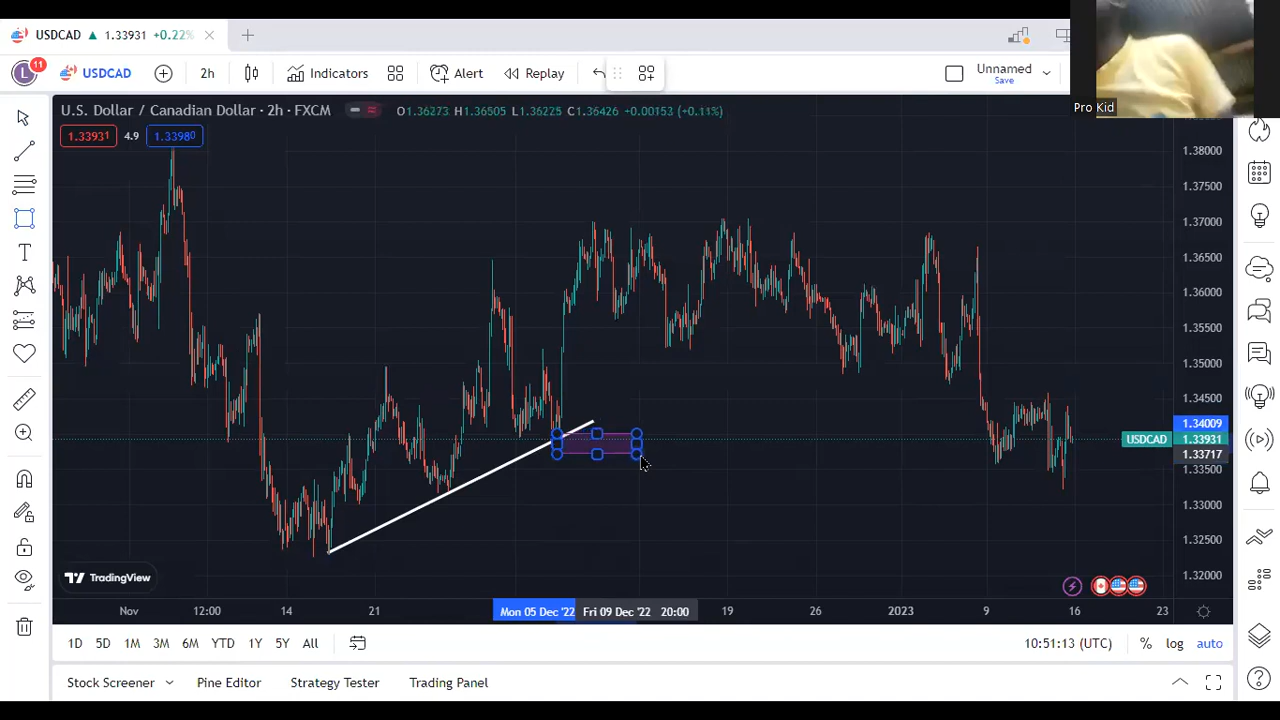 USDCAD ▲ 1.33931 +0.22%
L 11 USDCAD 2h Indicators Alert Replay Unnamed
Save
Pro Kid
U.S. Dollar / Canadian Dollar · 2h · FXCM O1.36273 H1.36505 L1.36225 C1.36426 +0.00153 (+0.11%)
1.33931 4.9 1.33980
1.38000
1.37500
1.37000
1.36500
1.36000
1.35500
1.35000
1.34500
1.34009
USDCAD 1.33931
1.33717
1.33500
1.33000
1.32500
1.32000
TradingView
Nov 12:00 14 21 Mon 05 Dec '22 Fri 09 Dec '22 20:00 19 26 2023 9 16 23
1D 5D 1M 3M 6M YTD 1Y 5Y All 10:51:13 (UTC) % log auto
Stock Screener Pine Editor Strategy Tester Trading Panel